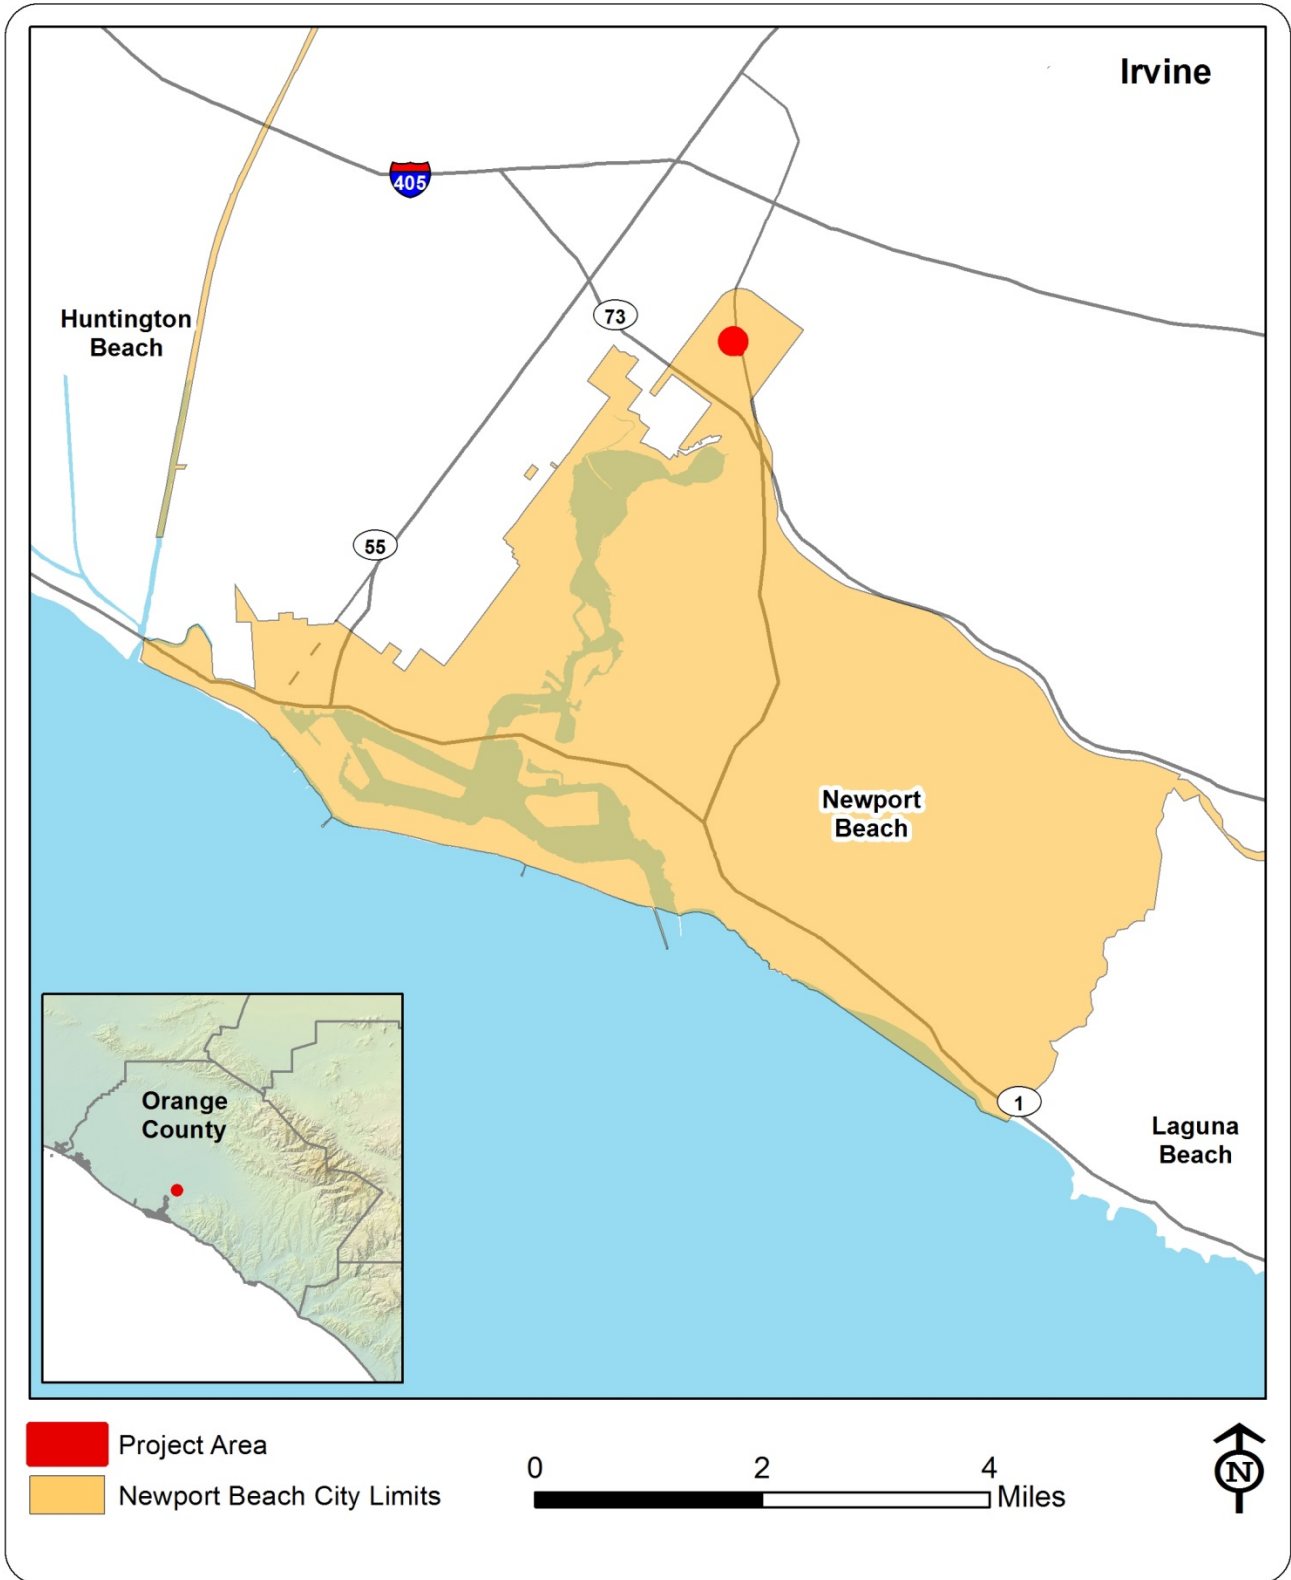 Irvine
405
Huntington
Beach
73
55
Newport
Beach
Orange
County
1
Laguna
Beach
Project Area
Newport Beach City Limits
0 2 4
Miles
N